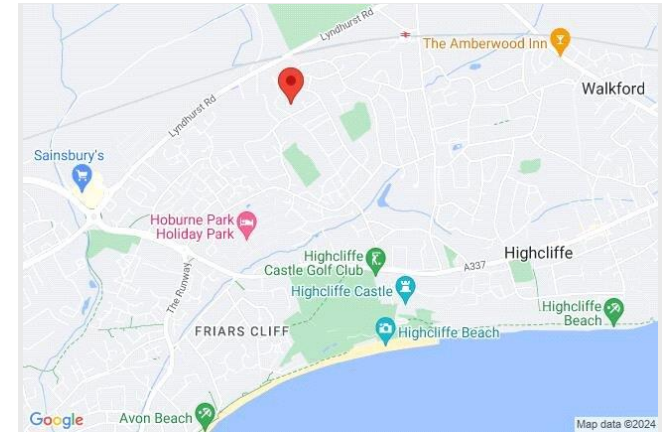 Lyndhurst Rd
The Amberwood Inn
Walkford
Lyndhurst Rd
Sainsbury's
Hoburne Park
Holiday Park
Highcliffe
Castle Golf Club
Highcliffe
A337
The Runway
Highcliffe Castle
Highcliffe
Beach
FRIARS CLIFF
Highcliffe Beach
Avon Beach
Google
Map data ©2024